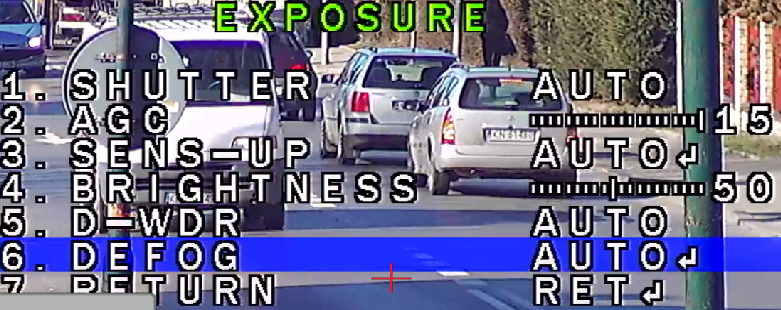 EXPOSURE
1. SHUTTER AUTO
2. AGC 15
3. SENS-UP AUTO↲
4. BRIGHTNESS 50
5. D-WDR AUTO
6. DEFOG AUTO↲
7. RETURN RET↲